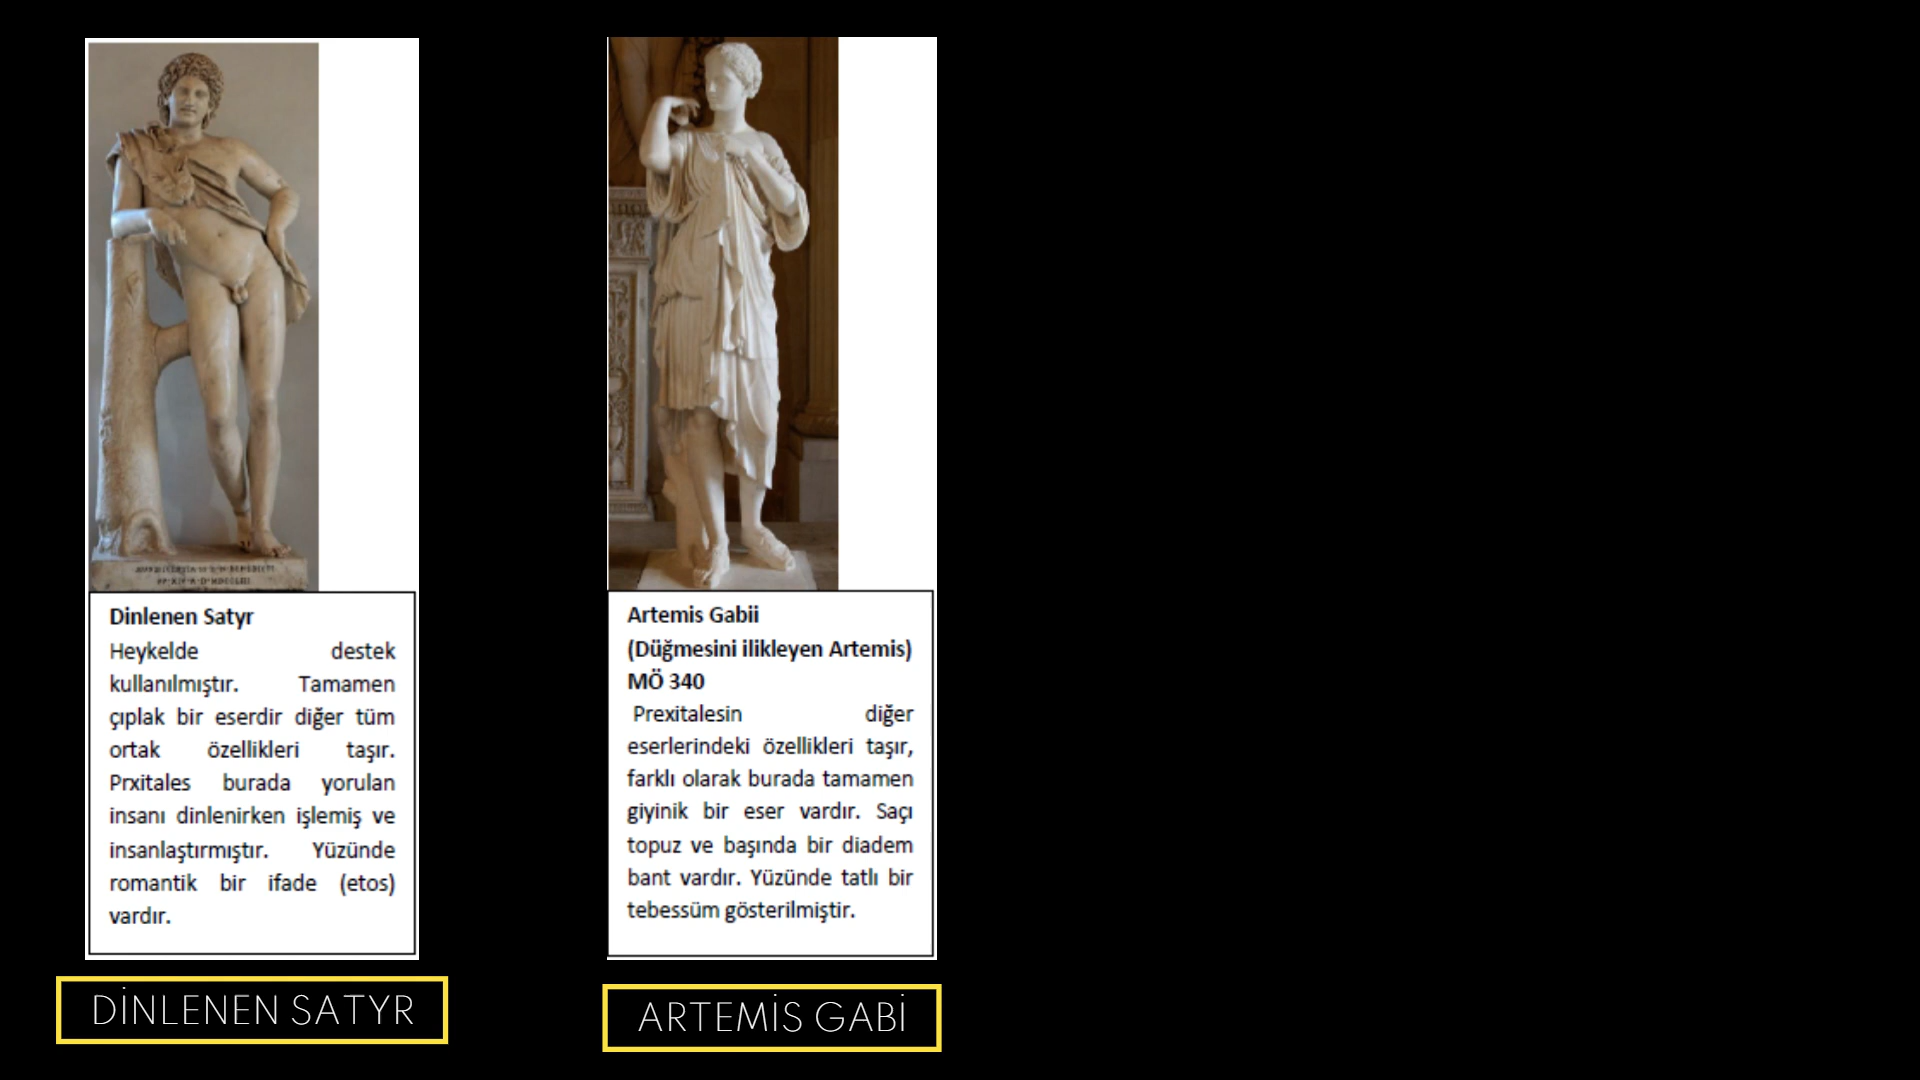 Dinlenen Satyr
Heykelde destek
kullanılmıştır. Tamamen
çıplak bir eserdir diğer tüm
ortak özellikleri taşır.
Prxitales burada yorulan
insanı dinlenirken işlemiş ve
insanlaştırmıştır. Yüzünde
romantik bir ifade (etos)
vardır.
DİNLENEN SATYR
Artemis Gabii
(Düğmesini ilikleyen Artemis)
MÖ 340
Prexitalesin diğer
eserlerindeki özellikleri taşır,
farklı olarak burada tamamen
giyinik bir eser vardır. Saçı
topuz ve başında bir diadem
bant vardır. Yüzünde tatlı bir
tebessüm gösterilmiştir.
ARTEMİS GABİ